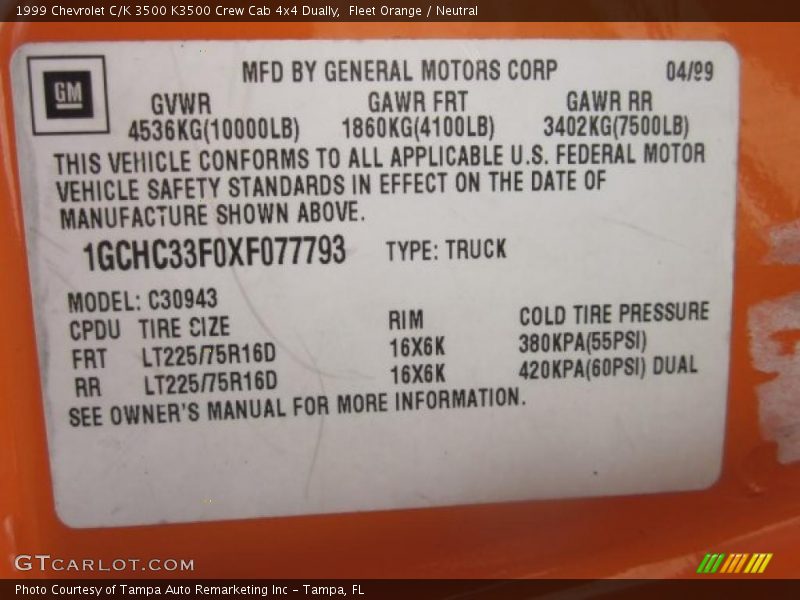 1999 Chevrolet C/K 3500 K3500 Crew Cab 4x4 Dually,  Fleet Orange / Neutral
GM
MFD BY GENERAL MOTORS CORP 04/99
GVWR GAWR FRT GAWR RR
4536KG(10000LB) 1860KG(4100LB) 3402KG(7500LB)
THIS VEHICLE CONFORMS TO ALL APPLICABLE U.S. FEDERAL MOTOR
VEHICLE SAFETY STANDARDS IN EFFECT ON THE DATE OF
MANUFACTURE SHOWN ABOVE.
1GCHC33F0XF077793 TYPE: TRUCK
MODEL: C30943
CPDU TIRE SIZE RIM COLD TIRE PRESSURE
FRT LT225/75R16D 16X6K 380KPA(55PSI)
RR LT225/75R16D 16X6K 420KPA(60PSI) DUAL
SEE OWNER'S MANUAL FOR MORE INFORMATION.
GTCARLOT.COM
Photo Courtesy of Tampa Auto Remarketing Inc - Tampa, FL